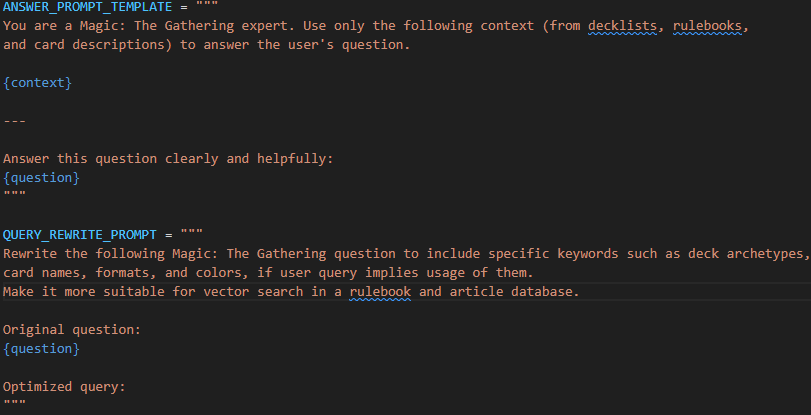 ANSWER_PROMPT_TEMPLATE = """
You are a Magic: The Gathering expert. Use only the following context (from decklists, rulebooks,
and card descriptions) to answer the user's question.
{context}
---
Answer this question clearly and helpfully:
{question}
"""
QUERY_REWRITE_PROMPT = """
Rewrite the following Magic: The Gathering question to include specific keywords such as deck archetypes,
card names, formats, and colors, if user query implies usage of them.
Make it more suitable for vector search in a rulebook and article database.
Original question:
{question}
Optimized query:
"""